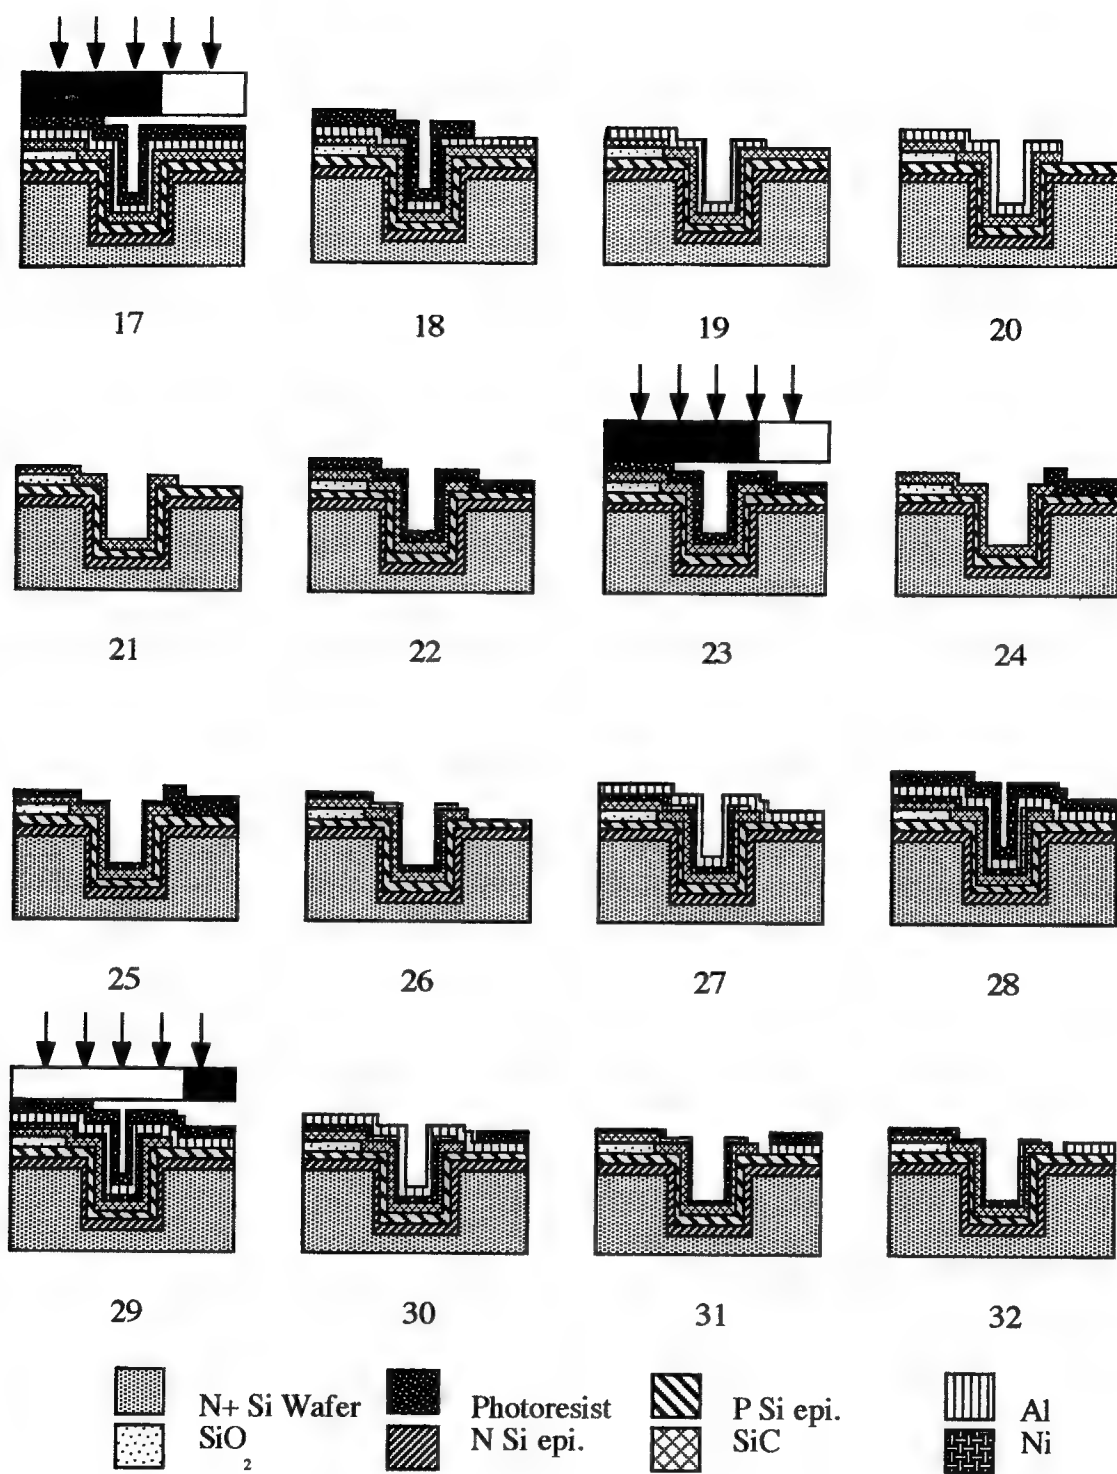 17
18
19
20
21
22
23
24
25
26
27
28
29
30
31
32
N+ Si Wafer
Photoresist
P Si epi.
Al
SiO2
N Si epi.
SiC
Ni